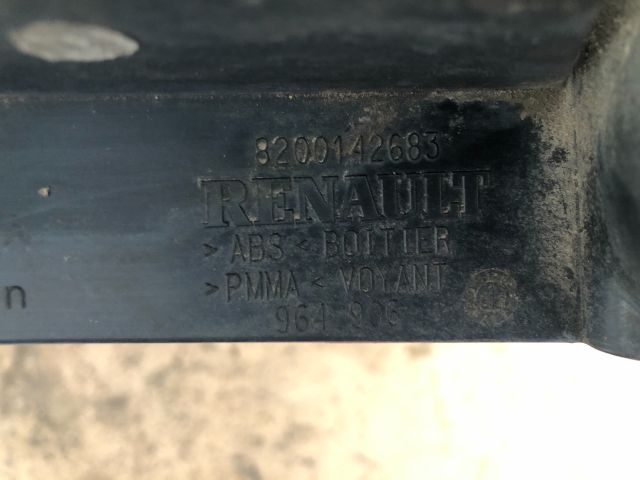 8200142683
RENAULT
> ABS < BOITIER
> PMMA < VOYANT
964 906
n